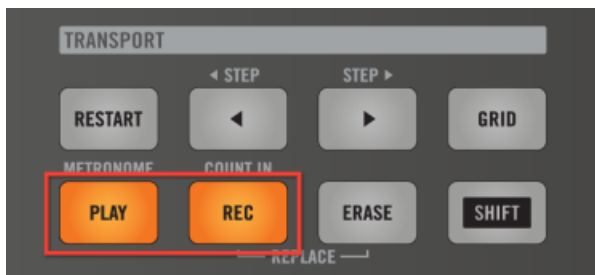 TRANSPORT
◀ STEP STEP ▶
RESTART ◀ ▶ GRID
METRONOME COUNT IN
PLAY REC ERASE SHIFT
REPLACE